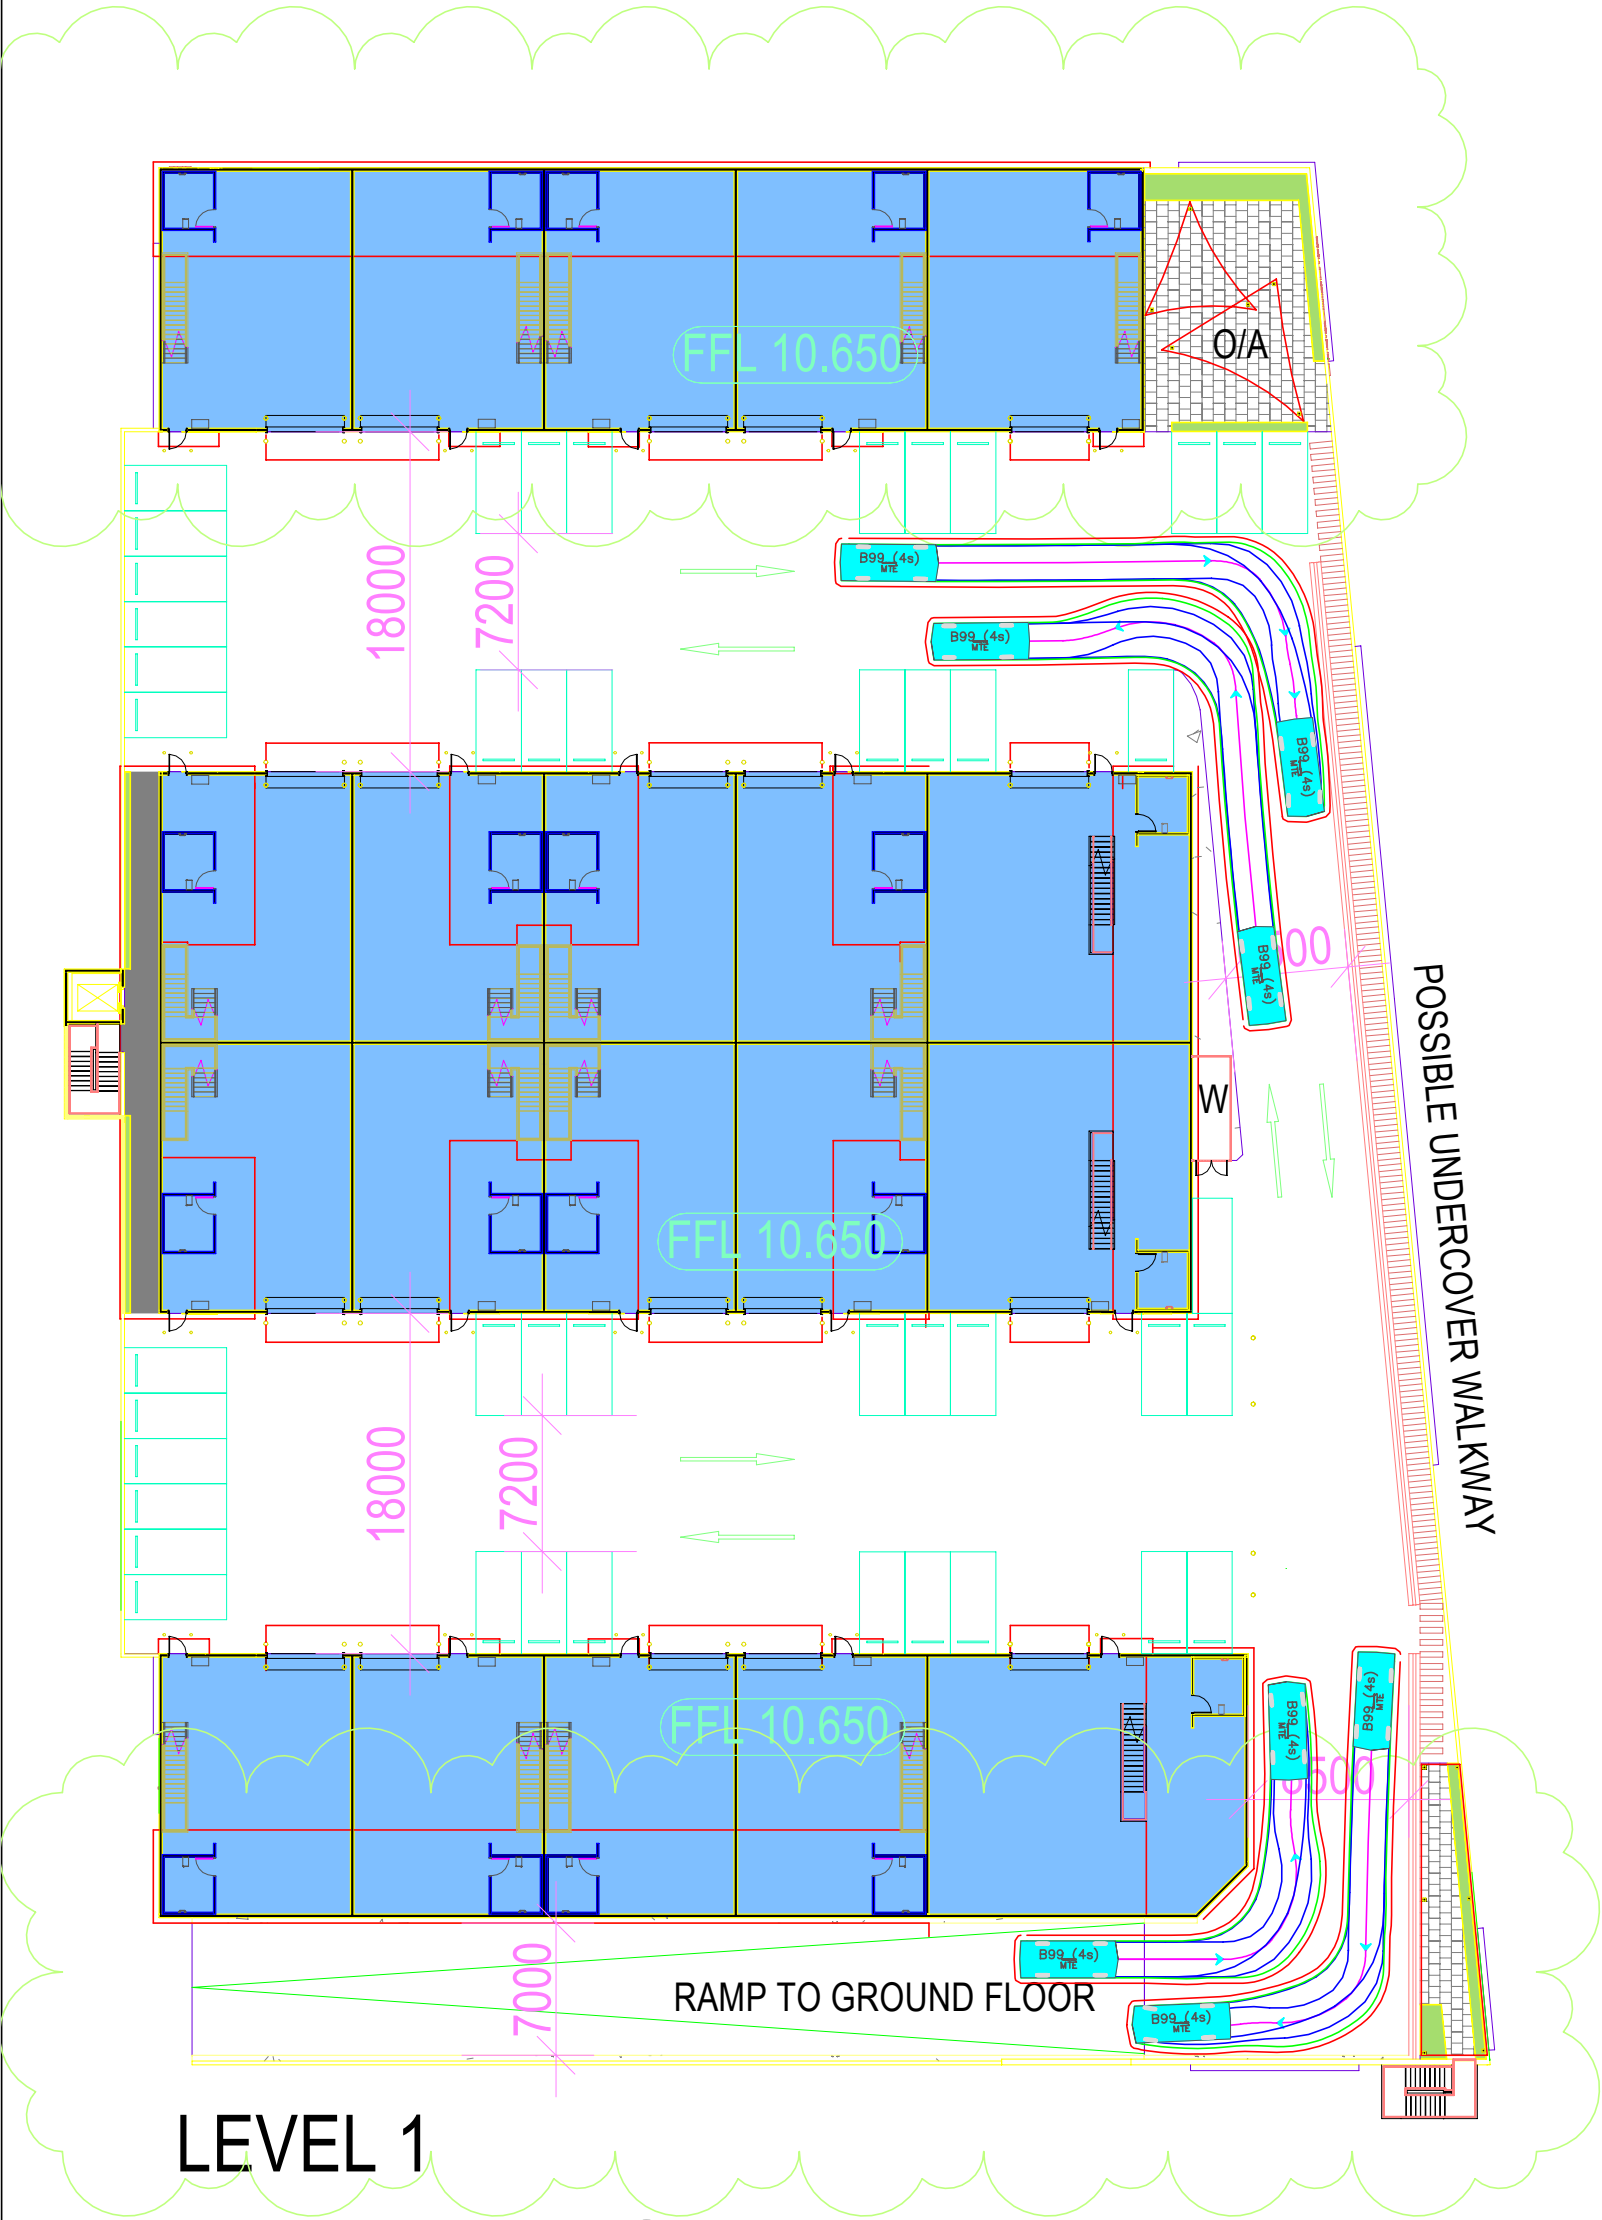 FFL 10.650
O/A
18000
7200
B99 (4s)
MTE
B99 (4s)
MTE
B99 (4s)
MTE
B99 (4s)
MTE
POSSIBLE UNDERCOVER WALKWAY
W
FFL 10.650
18000
7200
FFL 10.650
B99 (4s)
MTE
B99 (4s)
MTE
B99 (4s)
MTE
B99 (4s)
MTE
7000
RAMP TO GROUND FLOOR
LEVEL 1